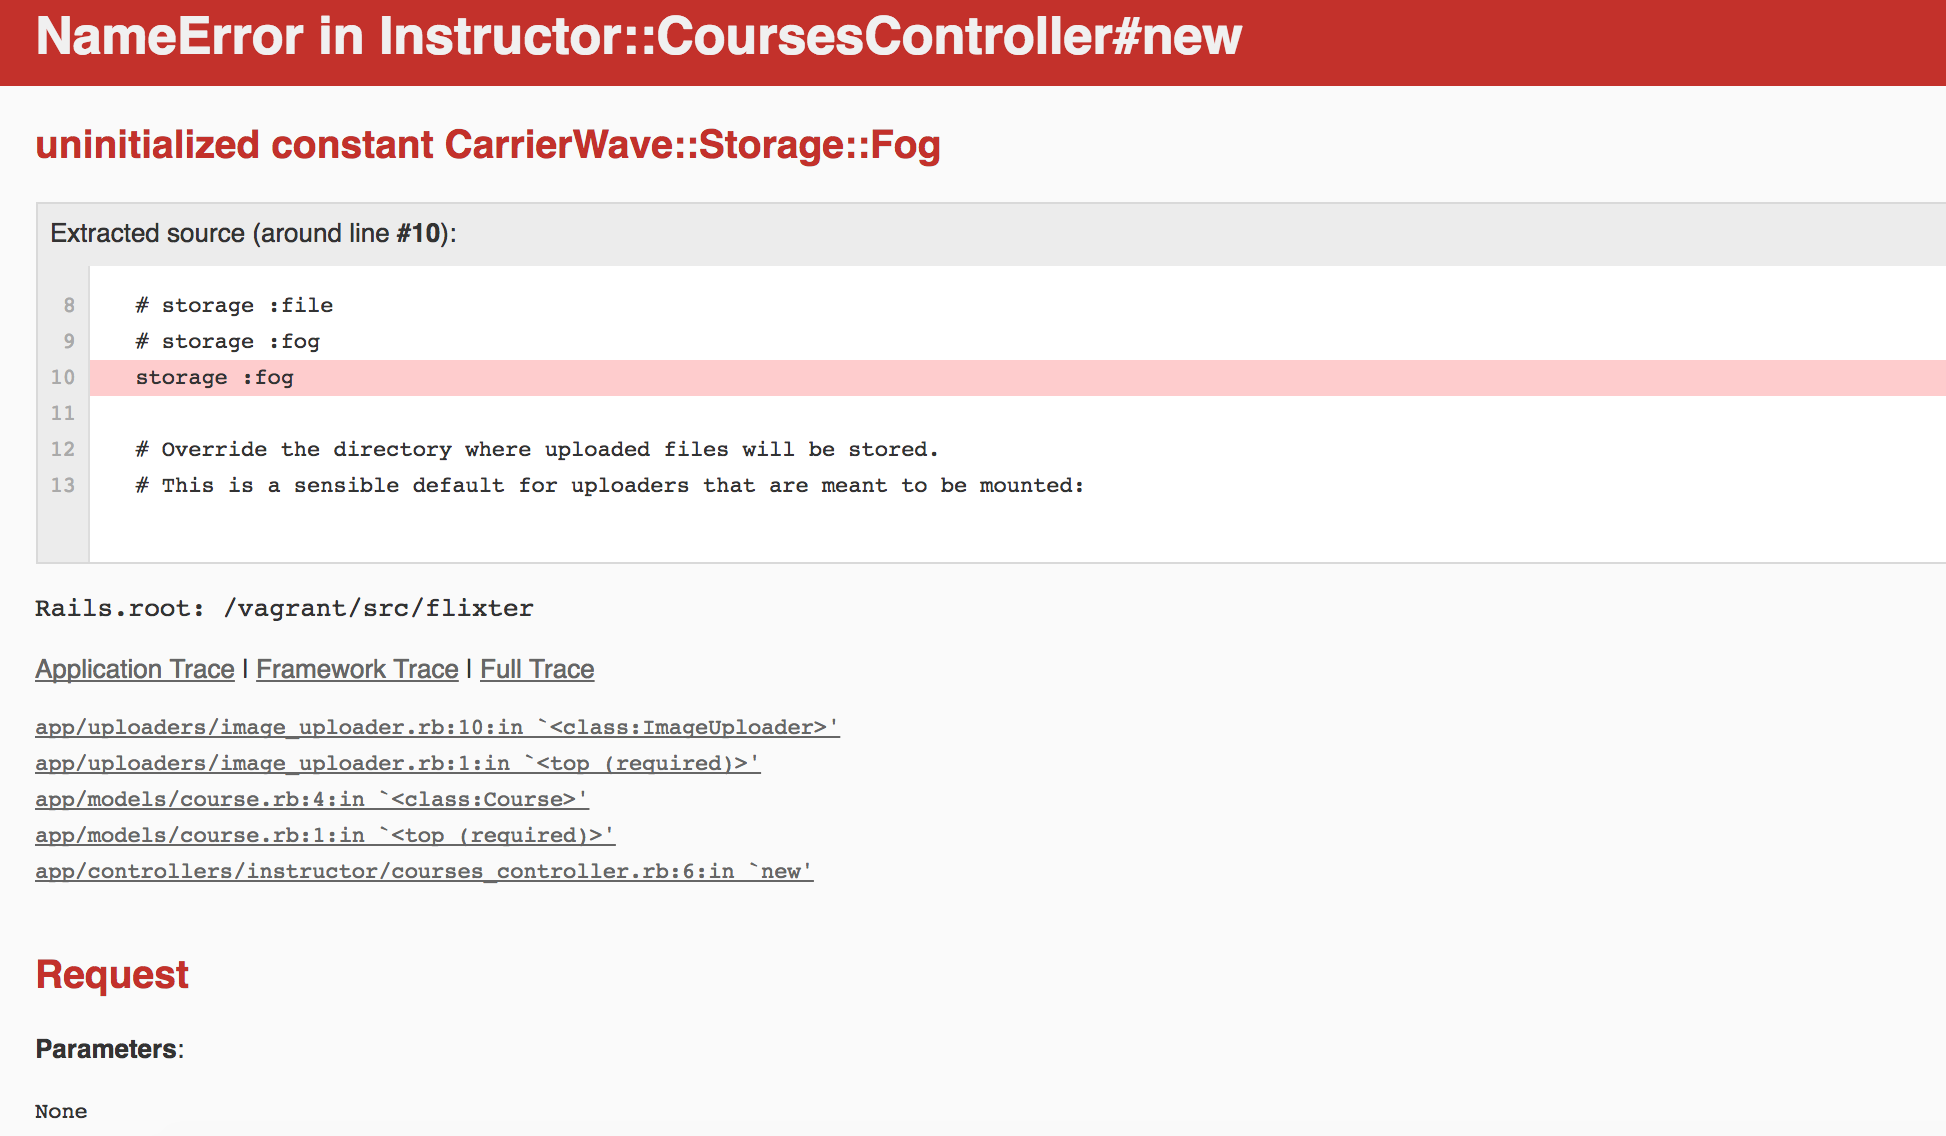 NameError in Instructor::CoursesController#new
uninitialized constant CarrierWave::Storage::Fog
Extracted source (around line #10):
8 # storage :file
9 # storage :fog
10 storage :fog
11
12 # Override the directory where uploaded files will be stored.
13 # This is a sensible default for uploaders that are meant to be mounted:
Rails.root: /vagrant/src/flixter
Application Trace | Framework Trace | Full Trace
app/uploaders/image_uploader.rb:10:in `<class:ImageUploader>'
app/uploaders/image_uploader.rb:1:in `<top (required)>'
app/models/course.rb:4:in `<class:Course>'
app/models/course.rb:1:in `<top (required)>'
app/controllers/instructor/courses_controller.rb:6:in `new'
Request
Parameters:
None